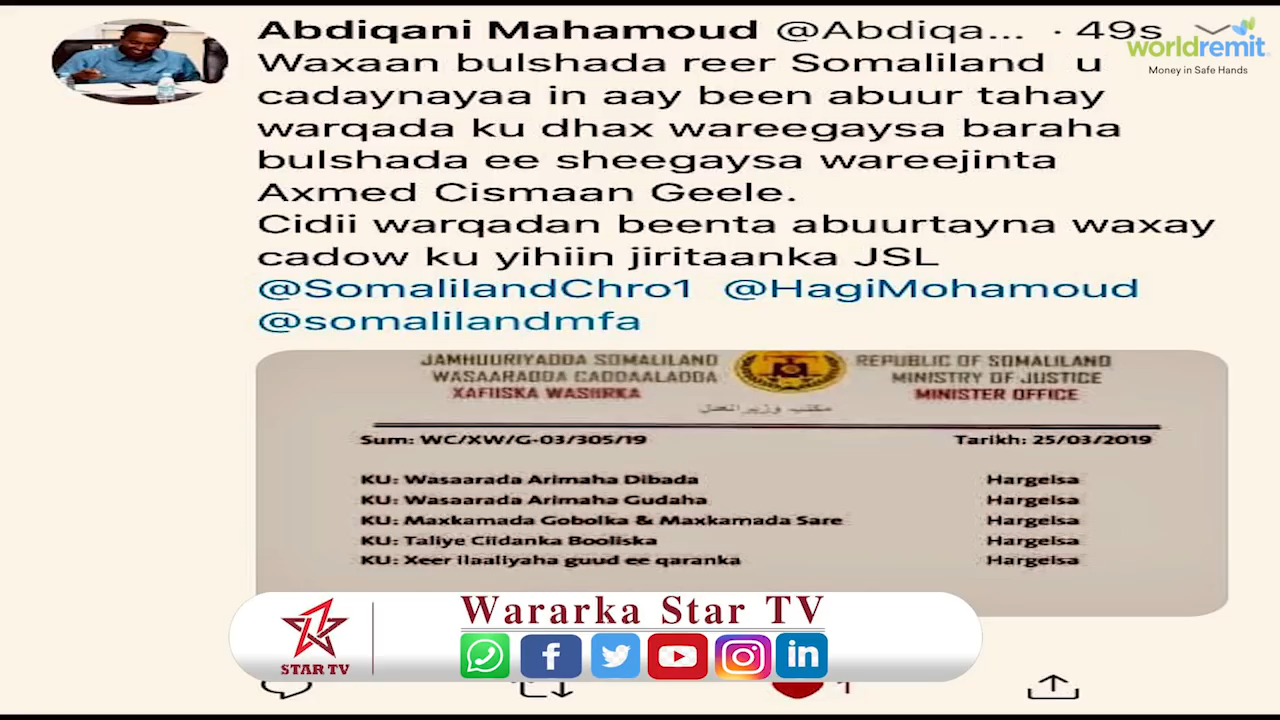 Abdiqani Mahamoud @Abdiqa... · 49s
worldremit
Money in Safe Hands
Waxaan bulshada reer Somaliland u
cadaynayaa in aay been abuur tahay
warqada ku dhax wareegaysa baraha
bulshada ee sheegaysa wareejinta
Axmed Cismaan Geele.
Cidii warqadan beenta abuurtayna waxay
cadow ku yihiin jiritaanka JSL
@SomalilandChro1 @HagiMohamoud
@somalilandmfa
JAMHUURIYADDA SOMALILAND
WASAARADDA CADDAALADDA
XAFIISKA WASIIRKA
مكتب وزير العدل
REPUBLIC OF SOMALILAND
MINISTRY OF JUSTICE
MINISTER OFFICE
Sum: WC/XW/G-03/305/19 Tarikh: 25/03/2019
KU: Wasaarada Arimaha Dibada Hargeisa
KU: Wasaarada Arimaha Gudaha Hargeisa
KU: Maxkamada Gobolka & Maxkamada Sare Hargeisa
KU: Taliye Ciidanka Booliska Hargeisa
KU: Xeer ilaaliyaha guud ee qaranka Hargeisa
Wararka Star TV
STAR TV
1